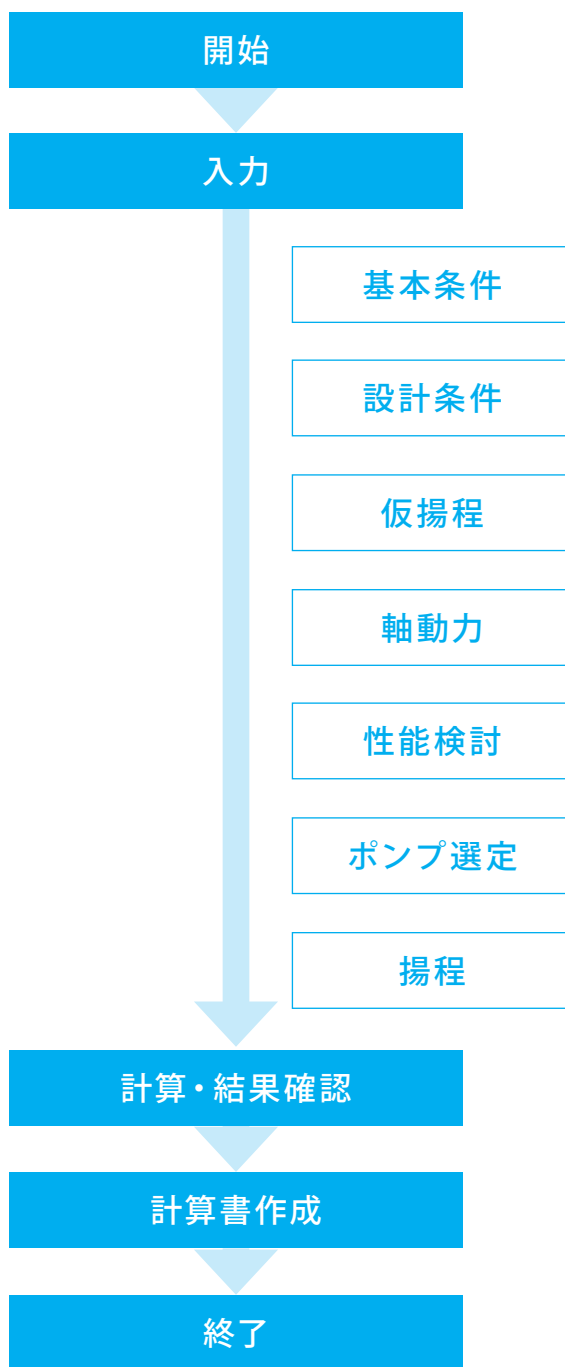 開始
入力
基本条件
設計条件
仮揚程
軸動力
性能検討
ポンプ選定
揚程
計算・結果確認
計算書作成
終了